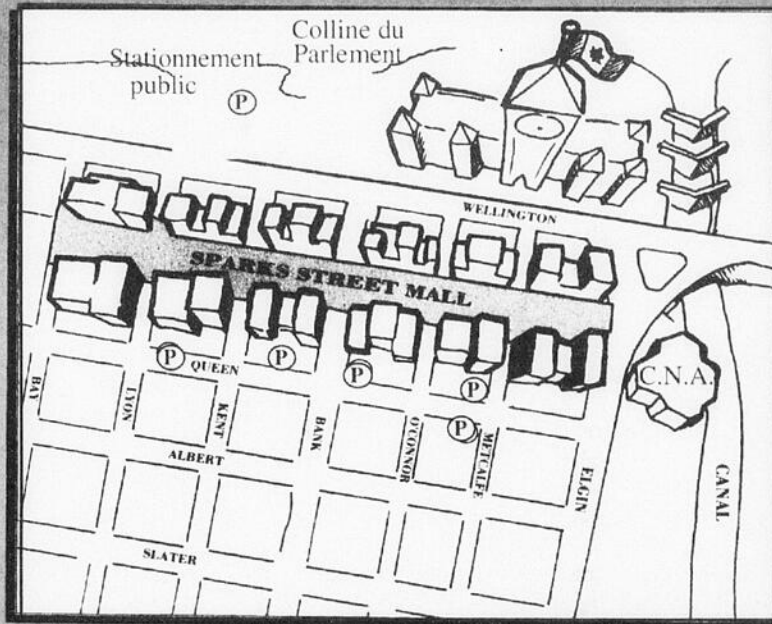 Colline du
Parlement
Stationnement
public
P
WELLINGTON
SPARKS STREET MALL
P
P
P
P
P
QUEEN
C.N.A.
BAY
LYON
KENT
BANK
O'CONNOR
METCALFE
ELGIN
CANAL
ALBERT
SLATER